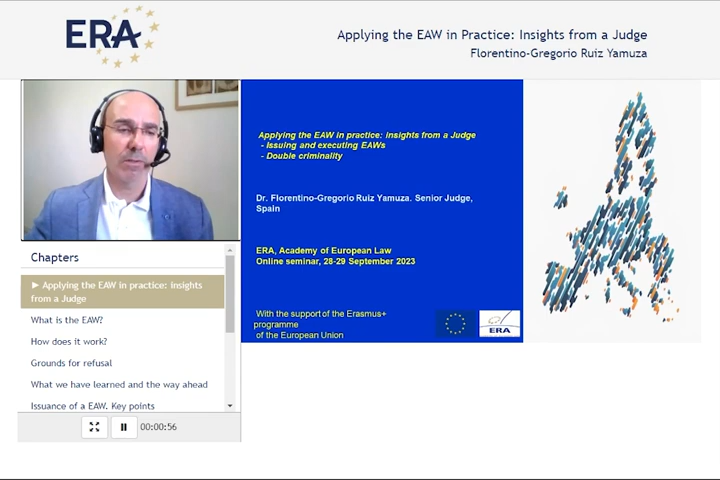 ERA
Applying the EAW in Practice: Insights from a Judge
Florentino-Gregorio Ruiz Yamuza
Applying the EAW in practice: insights from a Judge
- Issuing and executing EAWs
- Double criminality
Dr. Florentino-Gregorio Ruiz Yamuza. Senior Judge,
Spain
ERA, Academy of European Law
Online seminar, 28-29 September 2023
With the support of the Erasmus+
programme
of the European Union
ERA
Chapters
► Applying the EAW in practice: insights
from a Judge
What is the EAW?
How does it work?
Grounds for refusal
What we have learned and the way ahead
Issuance of a EAW. Key points
00:00:56